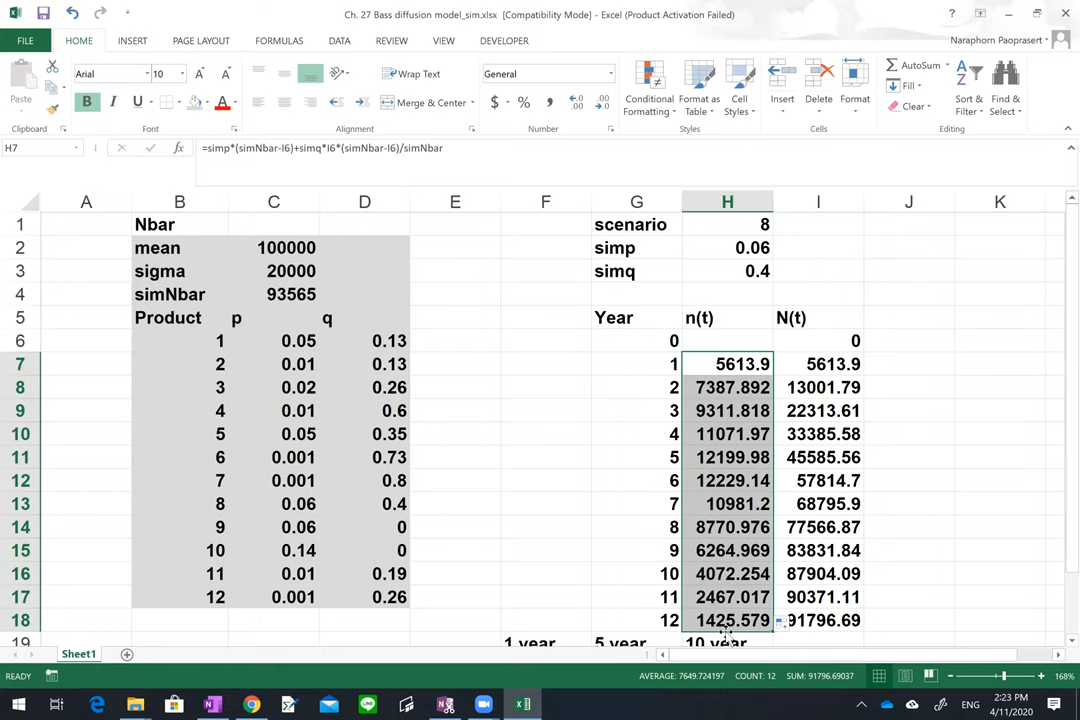 Ch. 27 Bass diffusion model_sim.xlsx [Compatibility Mode] - Excel (Product Activation Failed)
FILE HOME INSERT PAGE LAYOUT FORMULAS DATA REVIEW VIEW DEVELOPER Naraphorn Paoprasert
Paste Arial 10 Wrap Text General Conditional Formatting Format as Table Cell Styles Insert Delete Format AutoSum Sort & Filter Find & Select
B I U A Merge & Center $ % Fill
Clear
Clipboard Font Alignment Number Styles Cells Editing
H7 fx =simp*(simNbar-I6)+simq*I6*(simNbar-I6)/simNbar
A B C D E F G H I J K
1 Nbar scenario 8
2 mean 100000 simp 0.06
3 sigma 20000 simq 0.4
4 simNbar 93565
5 Product p q Year n(t) N(t)
6 1 0.05 0.13 0 0
7 2 0.01 0.13 1 5613.9 5613.9
8 3 0.02 0.26 2 7387.892 13001.79
9 4 0.01 0.6 3 9311.818 22313.61
10 5 0.05 0.35 4 11071.97 33385.58
11 6 0.001 0.73 5 12199.98 45585.56
12 7 0.001 0.8 6 12229.14 57814.7
13 8 0.06 0.4 7 10981.2 68795.9
14 9 0.06 0 8 8770.976 77566.87
15 10 0.14 0 9 6264.969 83831.84
16 11 0.01 0.19 10 4072.254 87904.09
17 12 0.001 0.26 11 2467.017 90371.11
18 12 1425.579 91796.69
19 1 year 5 year 10 year
Sheet1
READY AVERAGE: 7649.724197 COUNT: 12 SUM: 91796.69037 168%
ENG 2:23 PM
4/11/2020